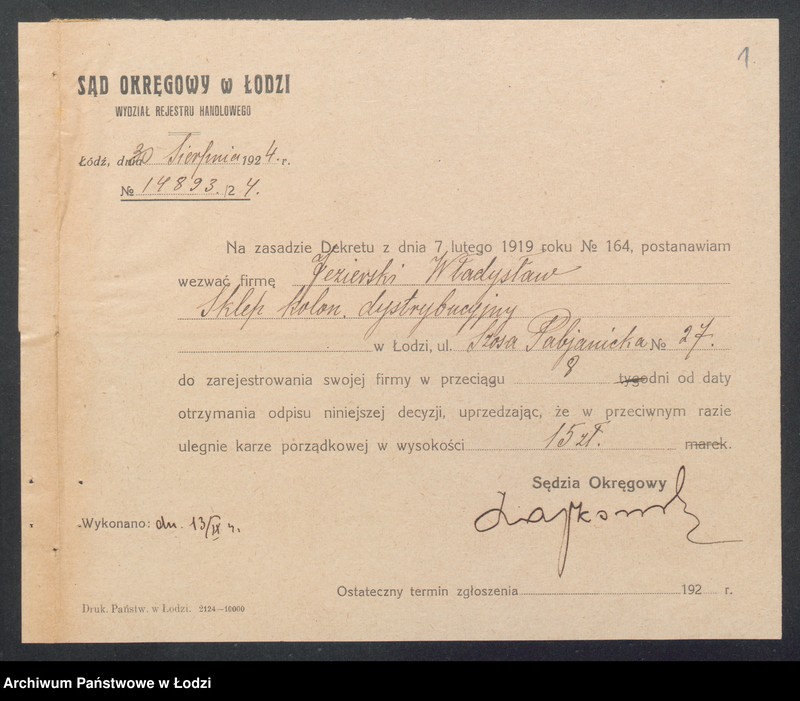 1
SĄD OKRĘGOWY w ŁODZI
WYDZIAŁ REJESTRU HANDLOWEGO
Łódź, dnia 30 Sierpnia 1924. r.
№ 14893./24.
Na zasadzie Dekretu z dnia 7 lutego 1919 roku № 164, postanawiam
wezwać firmę Jezierski Władysław
Sklep kolon. dystrybucyjny
w Łodzi, ul. Szosa Pabjanicka № 27.
do zarejestrowania swojej firmy w przeciągu 8 tygodni od daty
otrzymania odpisu niniejszej decyzji, uprzedzając, że w przeciwnym razie
ulegnie karze porządkowej w wysokości 15 zł. marek.
Sędzia Okręgowy
Wykonano: dn. 13/IX r.
Ostateczny termin zgłoszenia 192 r.
Druk. Państw. w Łodzi. 2124—10000
Archiwum Państwowe w Łodzi